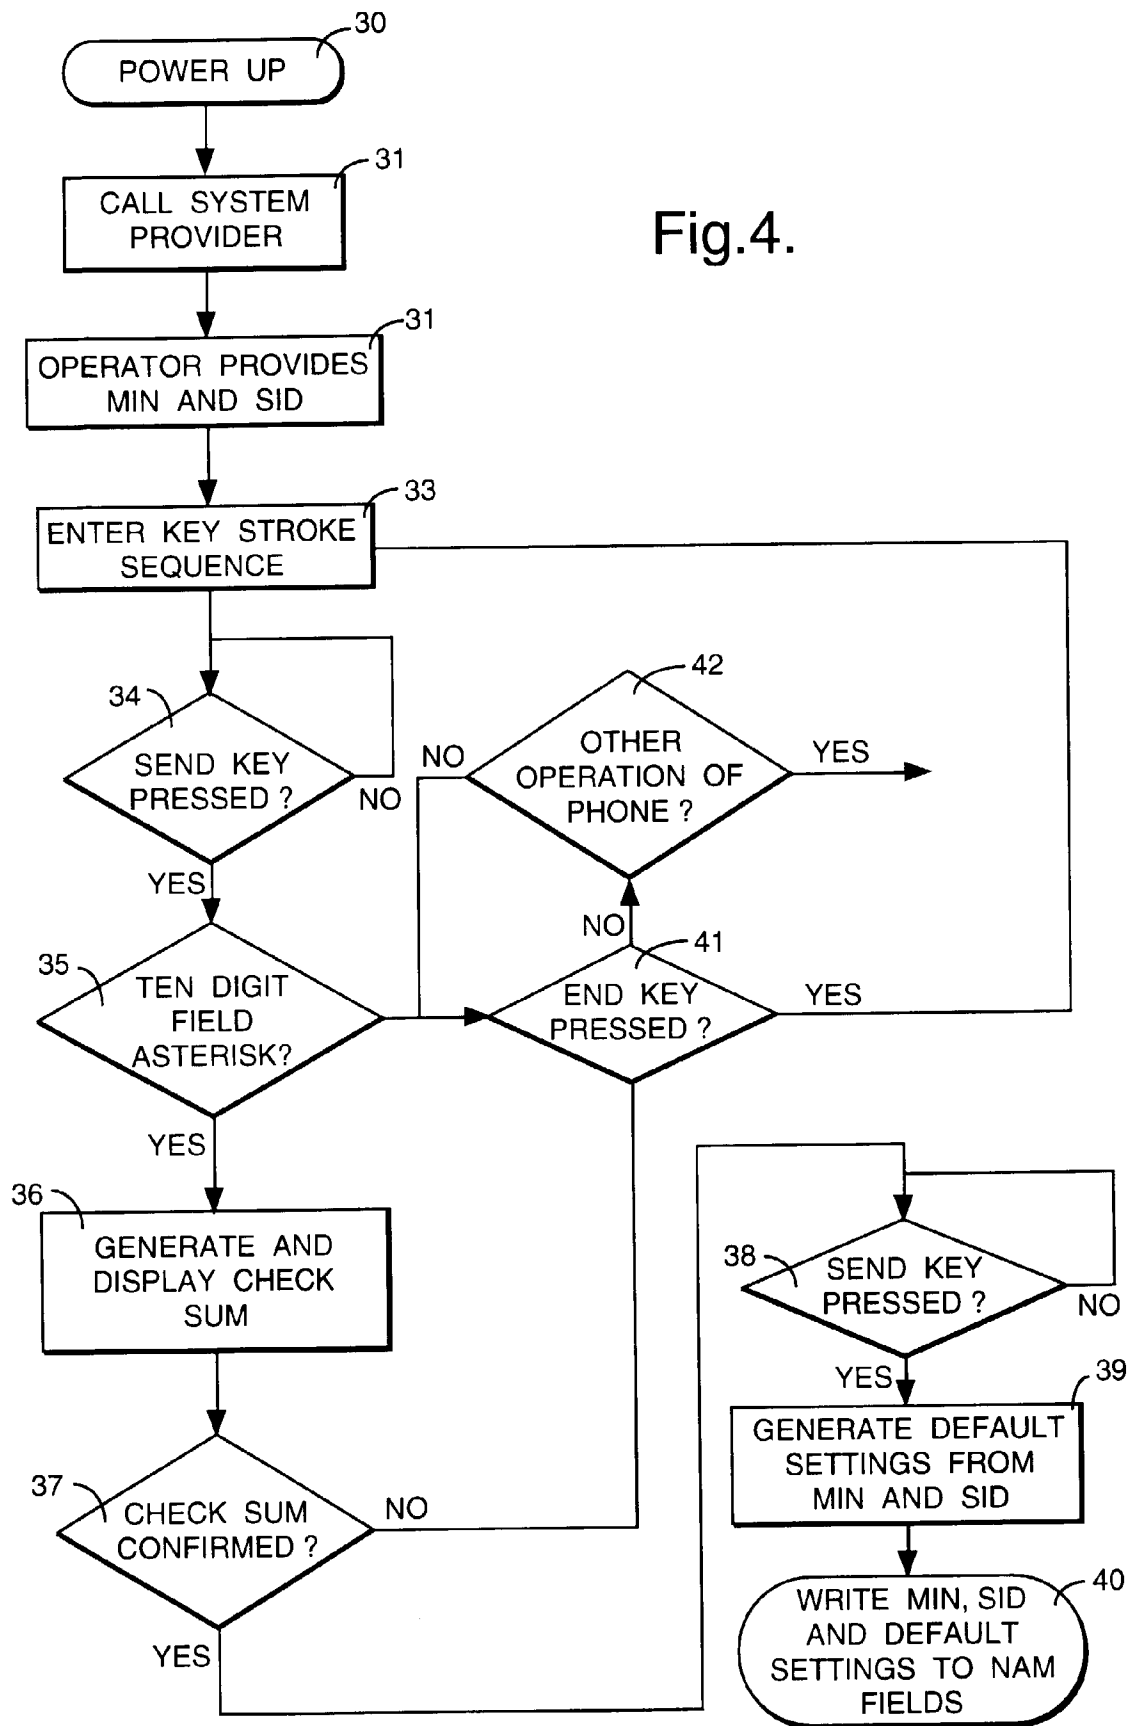 30
POWER UP
31
CALL SYSTEM
PROVIDER
Fig.4.
31
OPERATOR PROVIDES
MIN AND SID
33
ENTER KEY STROKE
SEQUENCE
34
SEND KEY
PRESSED ?
NO
YES
42
OTHER
OPERATION OF
PHONE ?
NO
YES
NO
35
TEN DIGIT
FIELD
ASTERISK?
YES
41
END KEY
PRESSED ?
YES
36
GENERATE AND
DISPLAY CHECK
SUM
37
CHECK SUM
CONFIRMED ?
NO
YES
38
SEND KEY
PRESSED ?
NO
YES
39
GENERATE DEFAULT
SETTINGS FROM
MIN AND SID
40
WRITE MIN, SID
AND DEFAULT
SETTINGS TO NAM
FIELDS